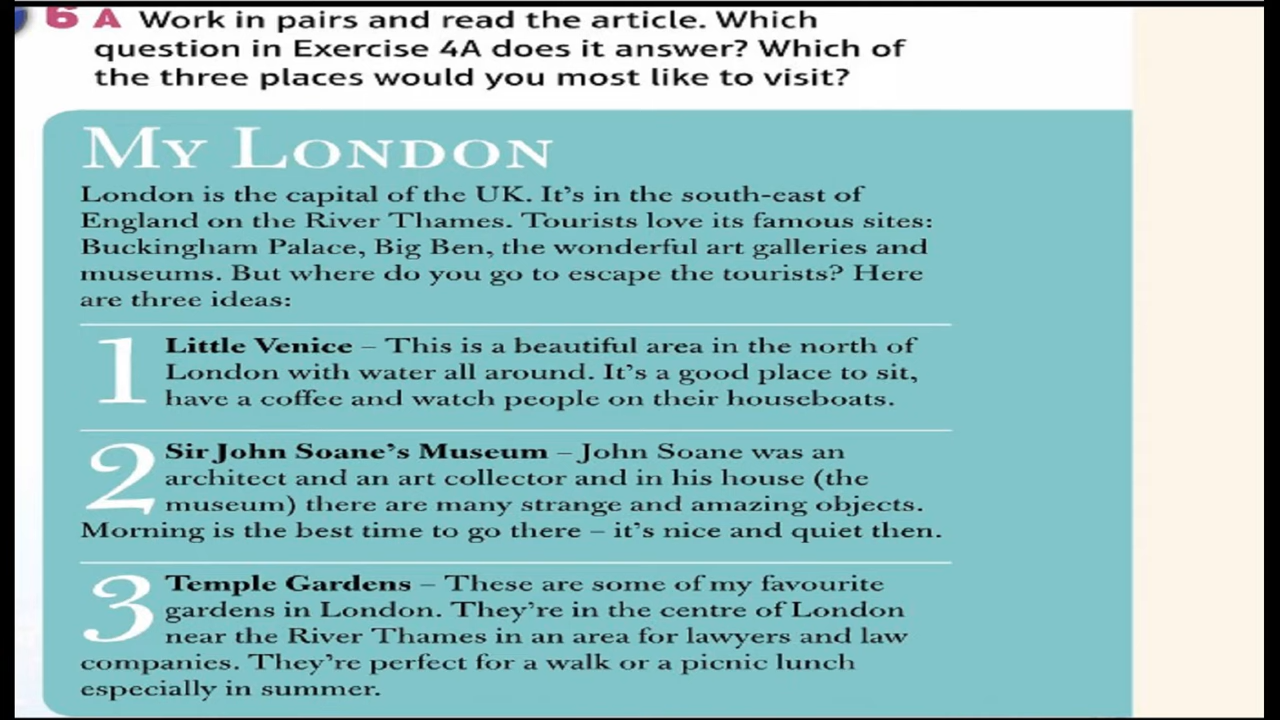 6 A Work in pairs and read the article. Which
question in Exercise 4A does it answer? Which of
the three places would you most like to visit?
MY LONDON
London is the capital of the UK. It's in the south-east of
England on the River Thames. Tourists love its famous sites:
Buckingham Palace, Big Ben, the wonderful art galleries and
museums. But where do you go to escape the tourists? Here
are three ideas:
1 Little Venice – This is a beautiful area in the north of
London with water all around. It's a good place to sit,
have a coffee and watch people on their houseboats.
2 Sir John Soane's Museum – John Soane was an
architect and an art collector and in his house (the
museum) there are many strange and amazing objects.
Morning is the best time to go there – it's nice and quiet then.
3 Temple Gardens – These are some of my favourite
gardens in London. They're in the centre of London
near the River Thames in an area for lawyers and law
companies. They're perfect for a walk or a picnic lunch
especially in summer.